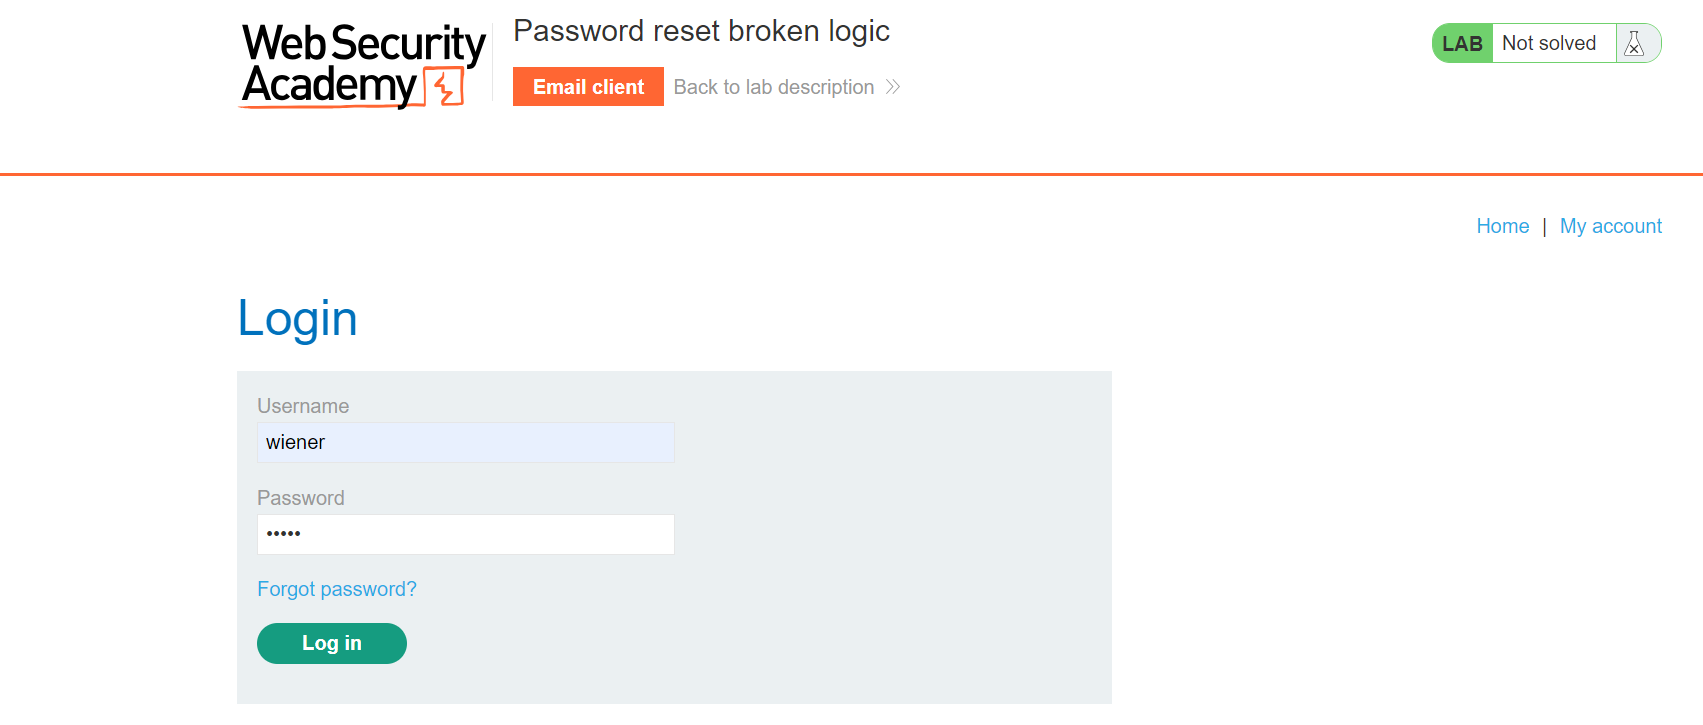 Web Security
Academy
Password reset broken logic
Email client
Back to lab description
LAB
Not solved
Home | My account
Login
Username
wiener
Password
•••••
Forgot password?
Log in